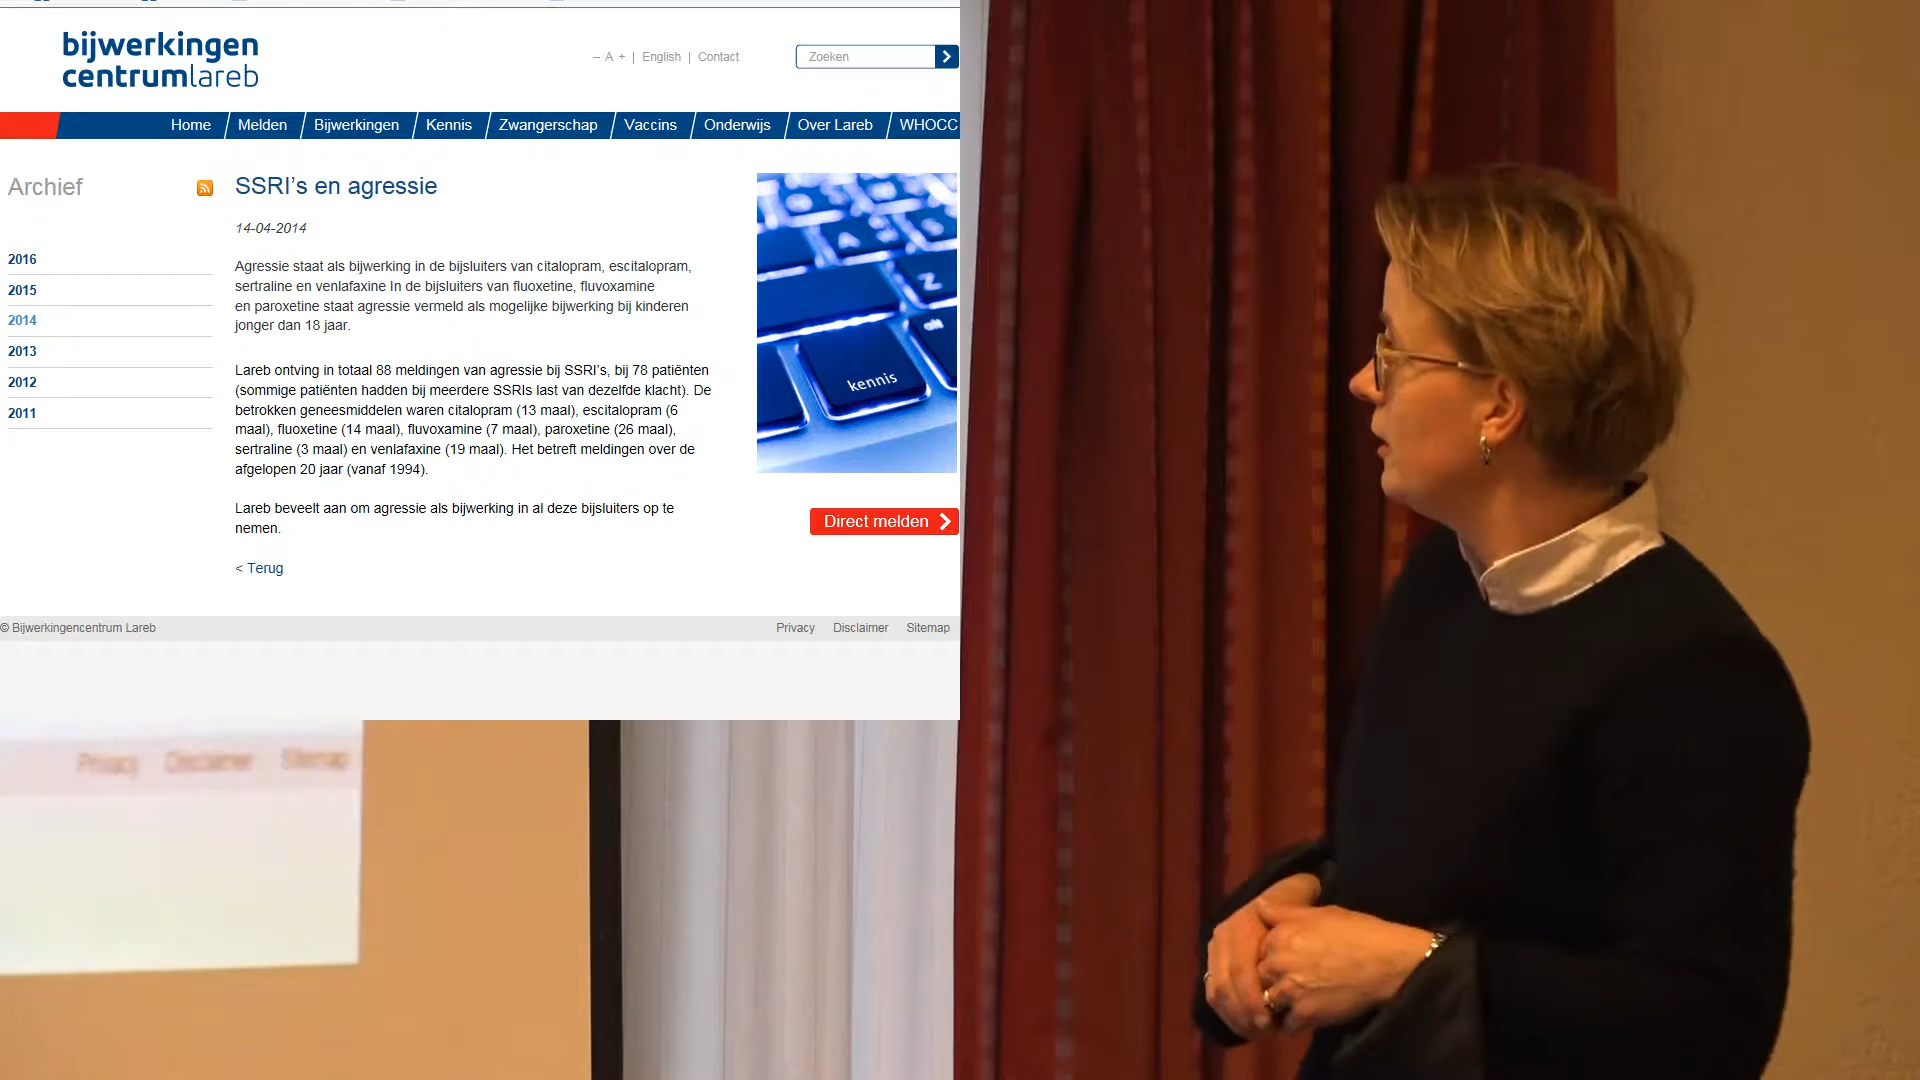 bijwerkingen
centrumlareb
– A + | English | Contact
Zoeken
Home
Melden
Bijwerkingen
Kennis
Zwangerschap
Vaccins
Onderwijs
Over Lareb
WHOCC
Archief
2016
2015
2014
2013
2012
2011
SSRI's en agressie
14-04-2014
Agressie staat als bijwerking in de bijsluiters van citalopram, escitalopram,
sertraline en venlafaxine In de bijsluiters van fluoxetine, fluvoxamine
en paroxetine staat agressie vermeld als mogelijke bijwerking bij kinderen
jonger dan 18 jaar.
Lareb ontving in totaal 88 meldingen van agressie bij SSRI's, bij 78 patiënten
(sommige patiënten hadden bij meerdere SSRIs last van dezelfde klacht). De
betrokken geneesmiddelen waren citalopram (13 maal), escitalopram (6
maal), fluoxetine (14 maal), fluvoxamine (7 maal), paroxetine (26 maal),
sertraline (3 maal) en venlafaxine (19 maal). Het betreft meldingen over de
afgelopen 20 jaar (vanaf 1994).
Lareb beveelt aan om agressie als bijwerking in al deze bijsluiters op te
nemen.
< Terug
A
Z
alt
kennis
Direct melden
© Bijwerkingencentrum Lareb
Privacy
Disclaimer
Sitemap
Privacy
Disclaimer
Sitemap